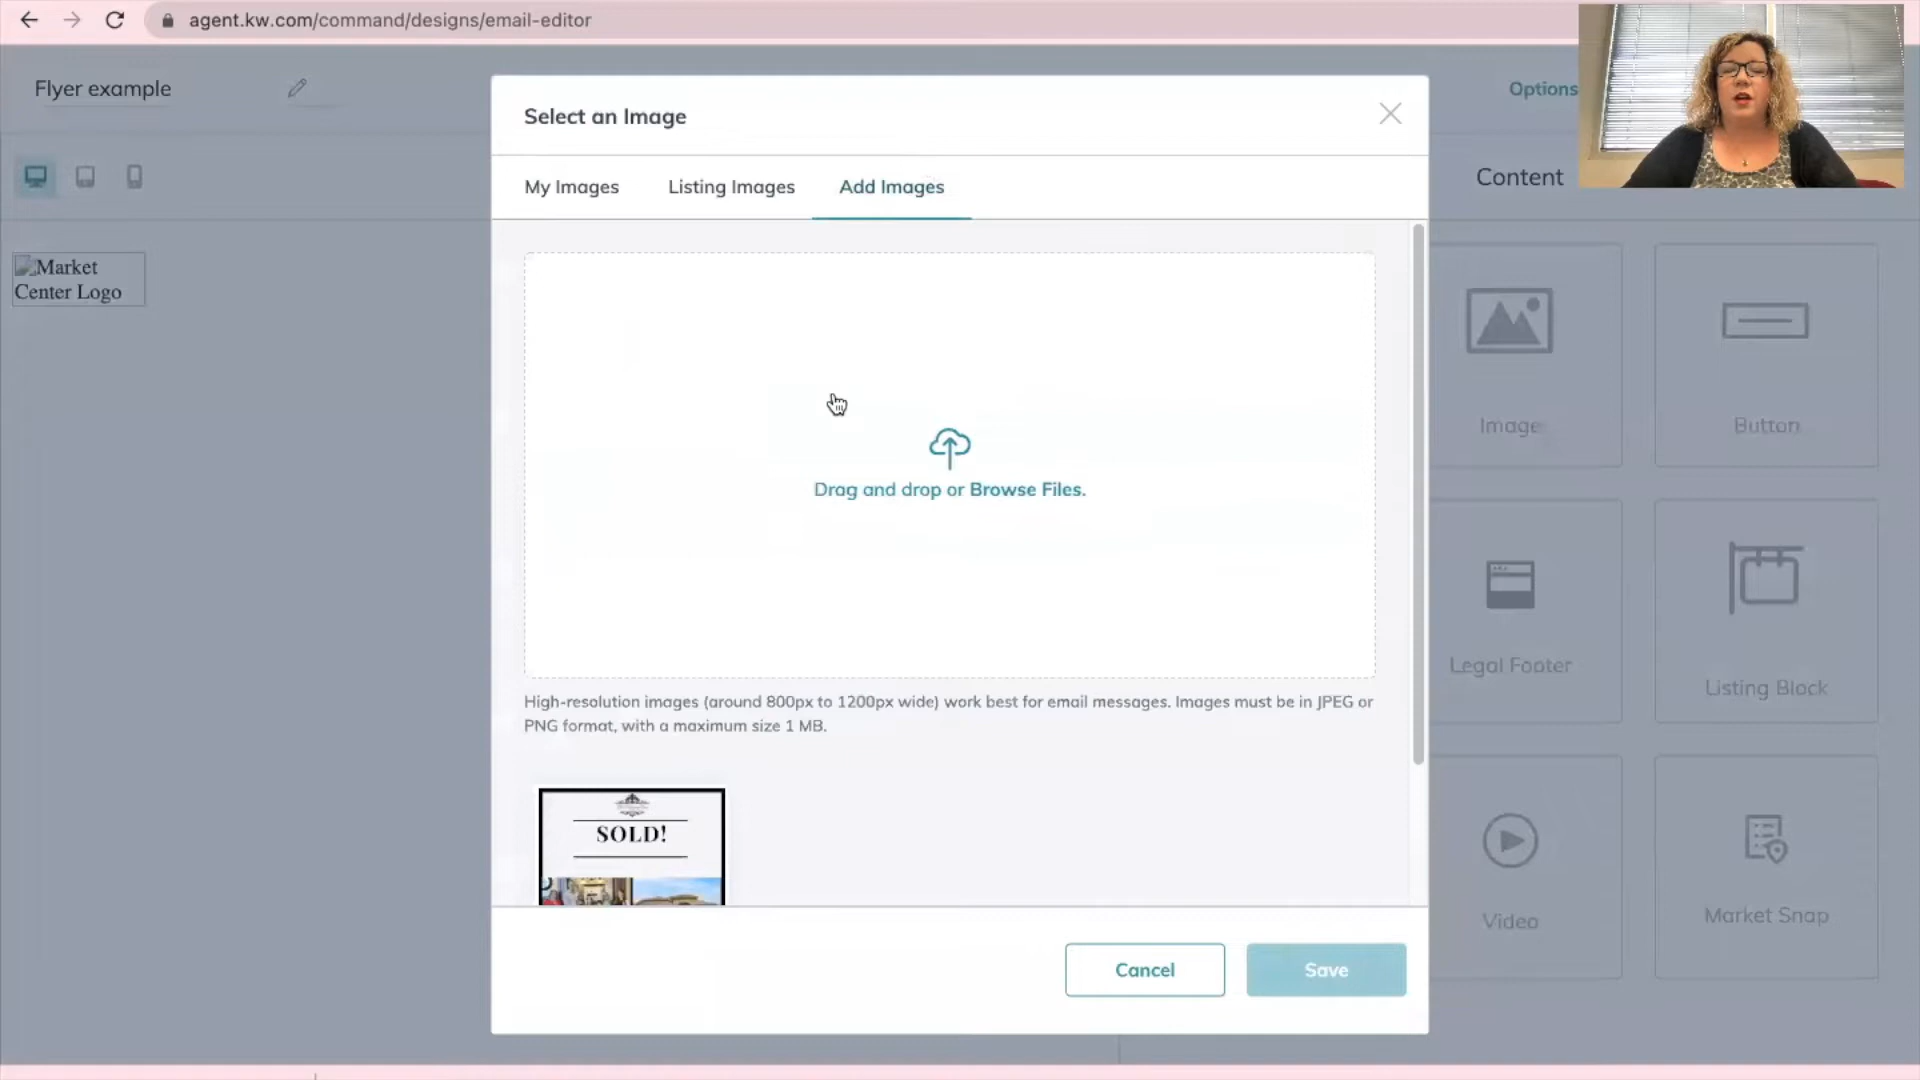 agent.kw.com/command/designs/email-editor
Flyer example
Options
Select an Image
My Images
Listing Images
Add Images
Content
Market
Center Logo
Drag and drop or Browse Files.
Image
Button
High-resolution images (around 800px to 1200px wide) work best for email messages. Images must be in JPEG or
PNG format, with a maximum size 1 MB.
Legal Footer
Listing Block
SOLD!
Video
Market Snap
Cancel
Save